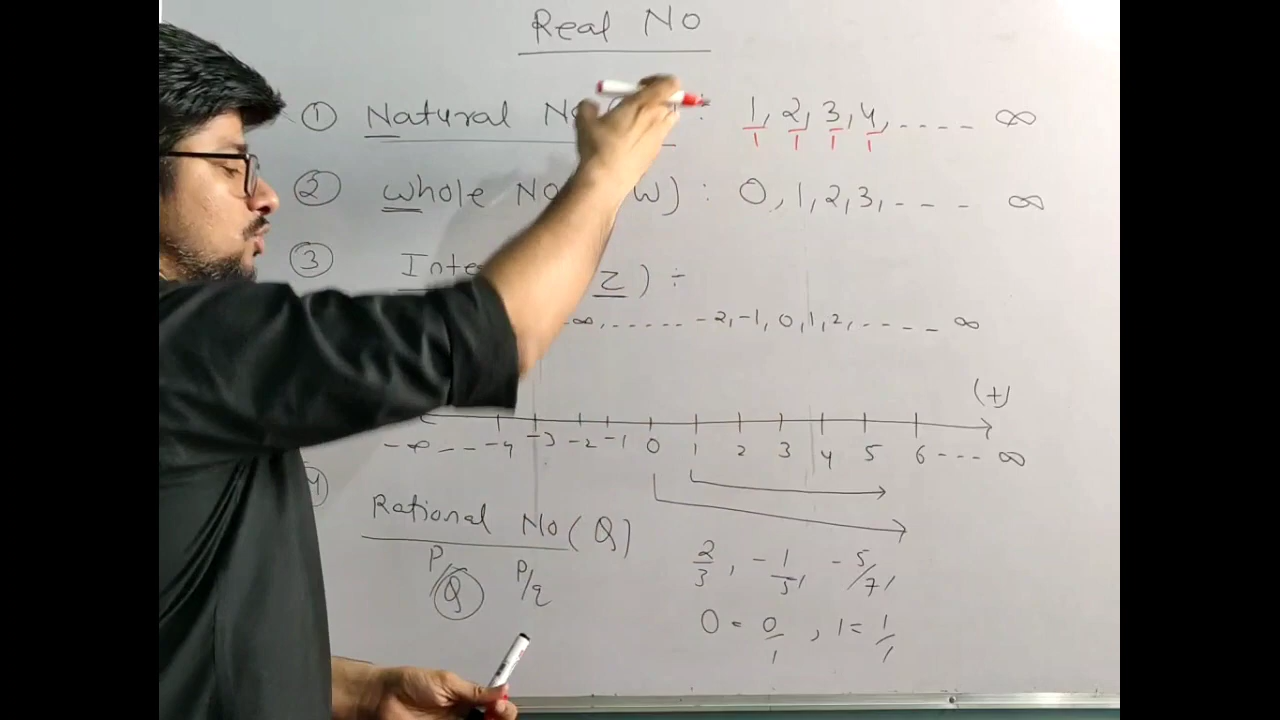 Real No
① Natural No : 1, 2, 3, 4, .... ∞
1 1 1 1
② Whole No W) : 0, 1, 2, 3, .... ∞
③ Inte Z) ÷
-∞, ...... -2, -1, 0, 1, 2, ..... ∞
(+)
-∞ --- -4 -3 -2 -1 0 1 2 3 4 5 6 ---- ∞
Rational No (Q)
P/Q P/q 2/3, -1/3, -5/7,
0 = 0/1, 1 = 1/1